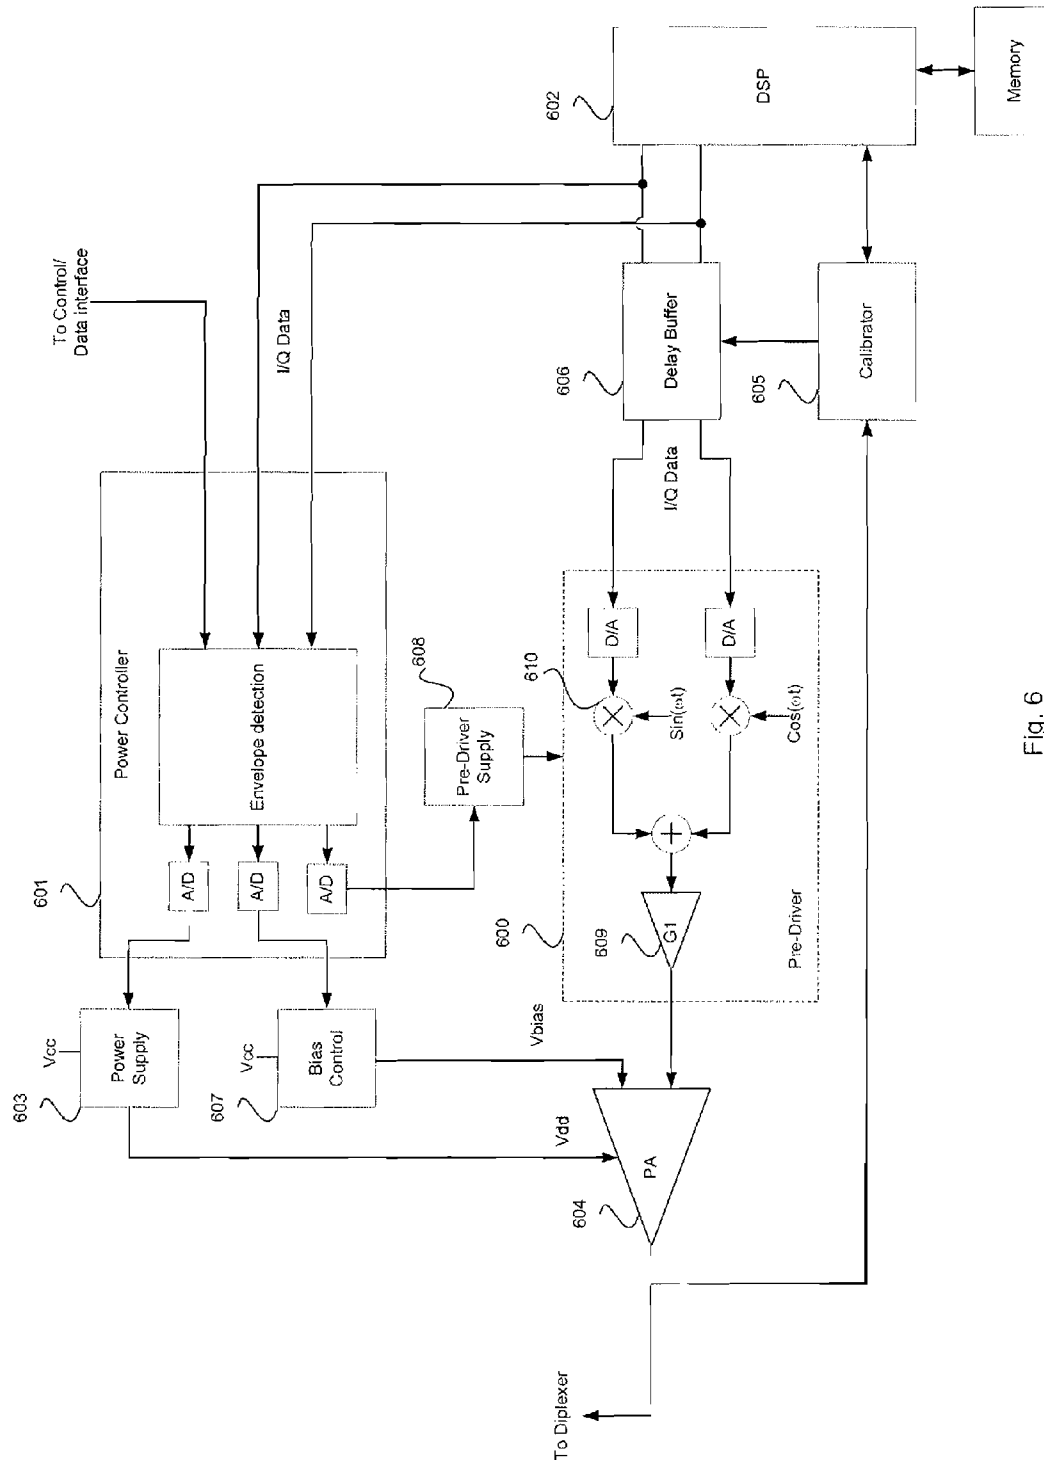 To Control/
Data interface
I/Q Data
Power Controller
Envelope detection
A/D
A/D
A/D
601
Vcc
Power
Supply
603
Vcc
Bias
Control
607
Vdd
Vbias
608
Pre-Driver
Supply
602
DSP
Memory
606
Delay Buffer
605
Calibrator
I/Q Data
D/A
D/A
610
Sin(ωt)
Cos(ωt)
600
609
G1
Pre-Driver
604
PA
To Diplexer
Fig. 6